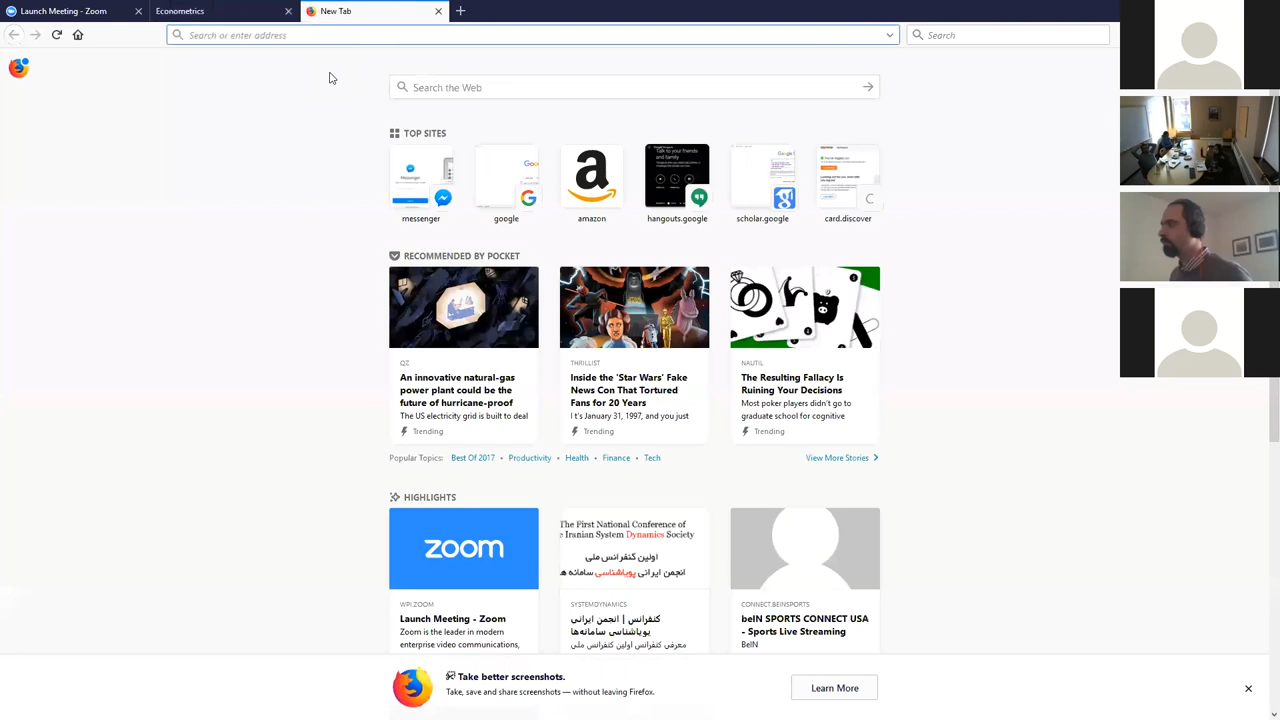 Launch Meeting - Zoom
Econometrics
New Tab
Search or enter address
Search
Search the Web
TOP SITES
messenger
google
amazon
hangouts.google
scholar.google
card.discover
RECOMMENDED BY POCKET
QZ
An innovative natural-gas
power plant could be the
future of hurricane-proof
The US electricity grid is built to deal
Trending
THRILLIST
Inside the 'Star Wars' Fake
News Con That Tortured
Fans for 20 Years
I t's January 31, 1997, and you just
Trending
NAUTIL
The Resulting Fallacy Is
Ruining Your Decisions
Most poker players didn't go to
graduate school for cognitive
Trending
Popular Topics: Best Of 2017 • Productivity • Health • Finance • Tech
View More Stories
HIGHLIGHTS
zoom
WPI.ZOOM
Launch Meeting - Zoom
Zoom is the leader in modern
enterprise video communications,
The First National Conference of
e Iranian System Dynamics Society
اولین کنفرانس ملی
انجمن ایرانی پویاشناسی سامانه ها
SYSTEMDYNAMICS
کنفرانس | انجمن ایرانی
پویاشناسی سامانه‌ها
معرفی کنفرانس اولین کنفرانس ملی
CONNECT.BEINSPORTS
beIN SPORTS CONNECT USA
- Sports Live Streaming
BeIN
Take better screenshots.
Take, save and share screenshots — without leaving Firefox.
Learn More